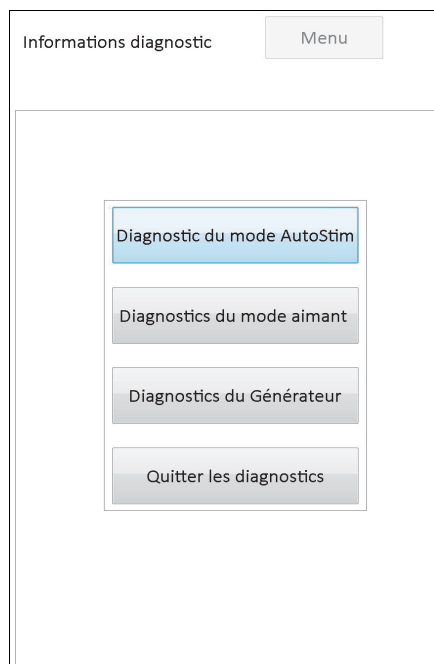 Informations diagnostic
Menu
Diagnostic du mode AutoStim
Diagnostics du mode aimant
Diagnostics du Générateur
Quitter les diagnostics